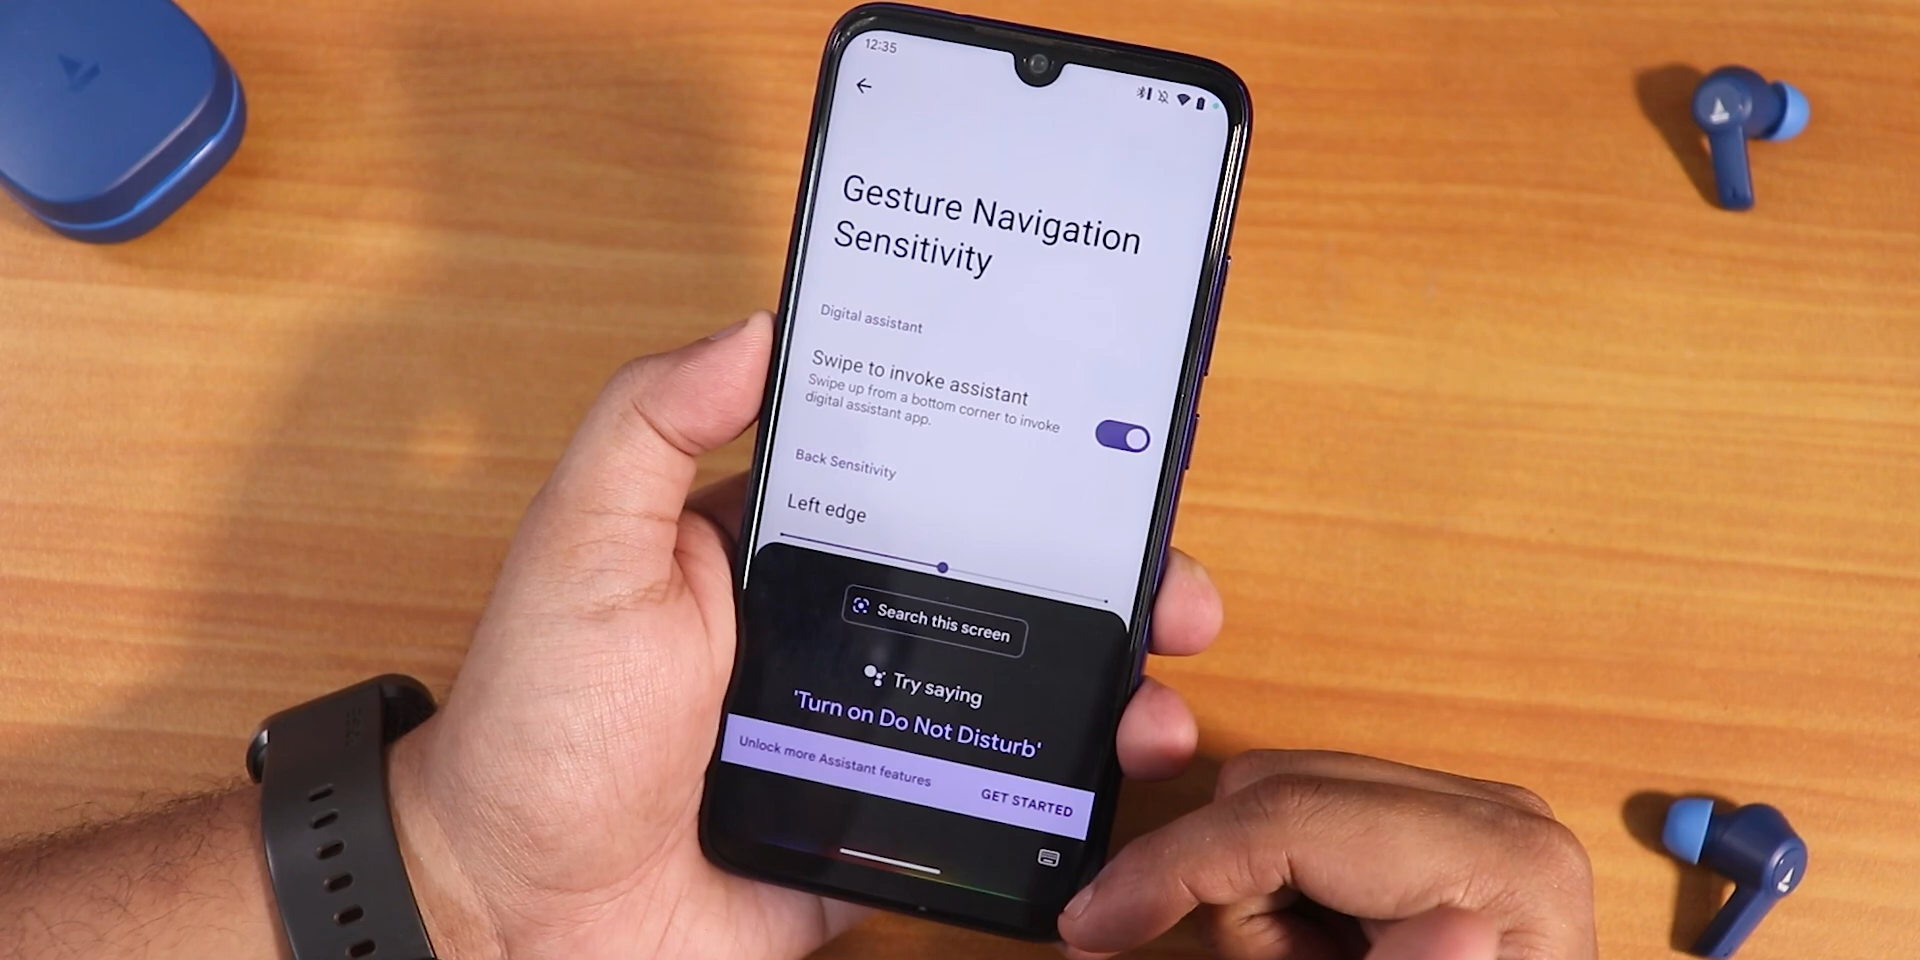 12:35
Gesture Navigation
Sensitivity
Digital assistant
Swipe to invoke assistant
Swipe up from a bottom corner to invoke
digital assistant app.
Back Sensitivity
Left edge
Search this screen
Try saying
'Turn on Do Not Disturb'
Unlock more Assistant features
GET STARTED